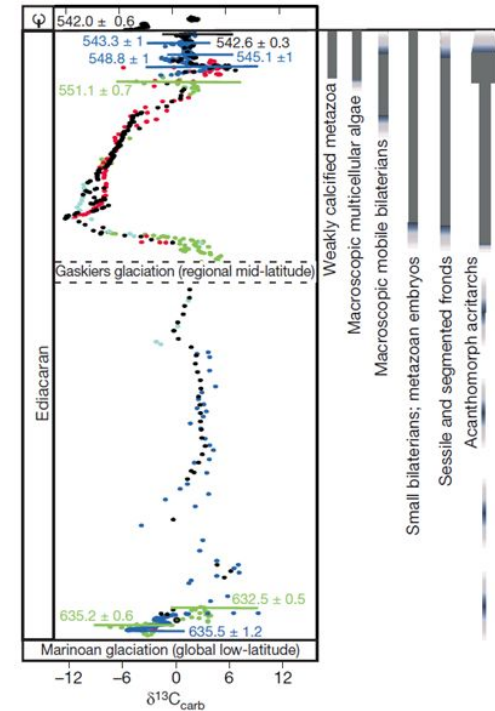 Є
542.0 ± 0.6
543.3 ± 1
542.6 ± 0.3
548.8 ± 1
545.1 ±1
551.1 ± 0.7
Gaskiers glaciation (regional mid-latitude)
Ediacaran
632.5 ± 0.5
635.2 ± 0.6
635.5 ± 1.2
Marinoan glaciation (global low-latitude)
−12 −6 0 6 12
δ¹³C_carb
Weakly calcified metazoa
Macroscopic multicellular algae
Macroscopic mobile bilaterians
Small bilaterians; metazoan embryos
Sessile and segmented fronds
Acanthomorph acritarchs